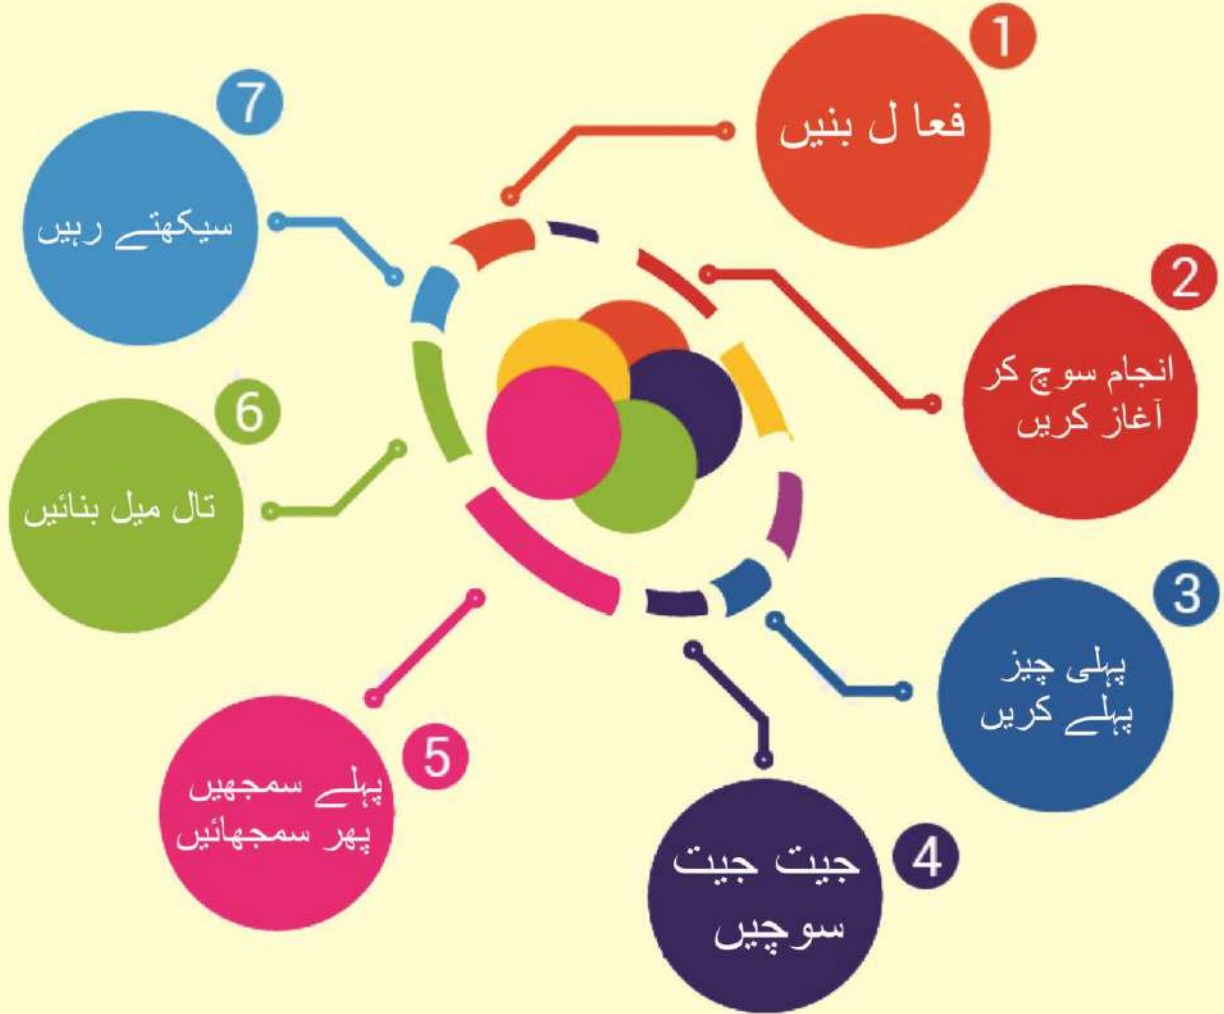 1
فعال بنیں
2
انجام سوچ کر
آغاز کریں
3
پہلی چیز
پہلے کریں
4
جیت جیت
سوچیں
5
پہلے سمجھیں
پھر سمجھائیں
6
تال میل بنائیں
7
سیکھتے رہیں